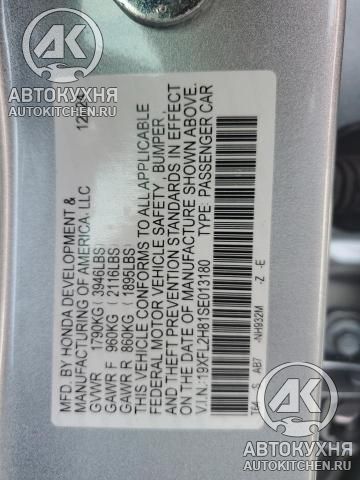 АВТОКУХНЯ
AUTOKITCHEN.RU
MFD. BY HONDA DEVELOPMENT &
MANUFACTURING OF AMERICA, LLC
GVWR 1790KG (3946LBS)
GAWR F 960KG (2116LBS)
GAWR R 860KG (1895LBS)
THIS VEHICLE CONFORMS TO ALL APPLICABLE
FEDERAL MOTOR VEHICLE SAFETY, BUMPER,
AND THEFT PREVENTION STANDARDS IN EFFECT
ON THE DATE OF MANUFACTURE SHOWN ABOVE.
V.I.N.: 19XFL2H81SE013180 TYPE: PASSENGER CAR
NH932M
АВТОКУХНЯ
AUTOKITCHEN.RU